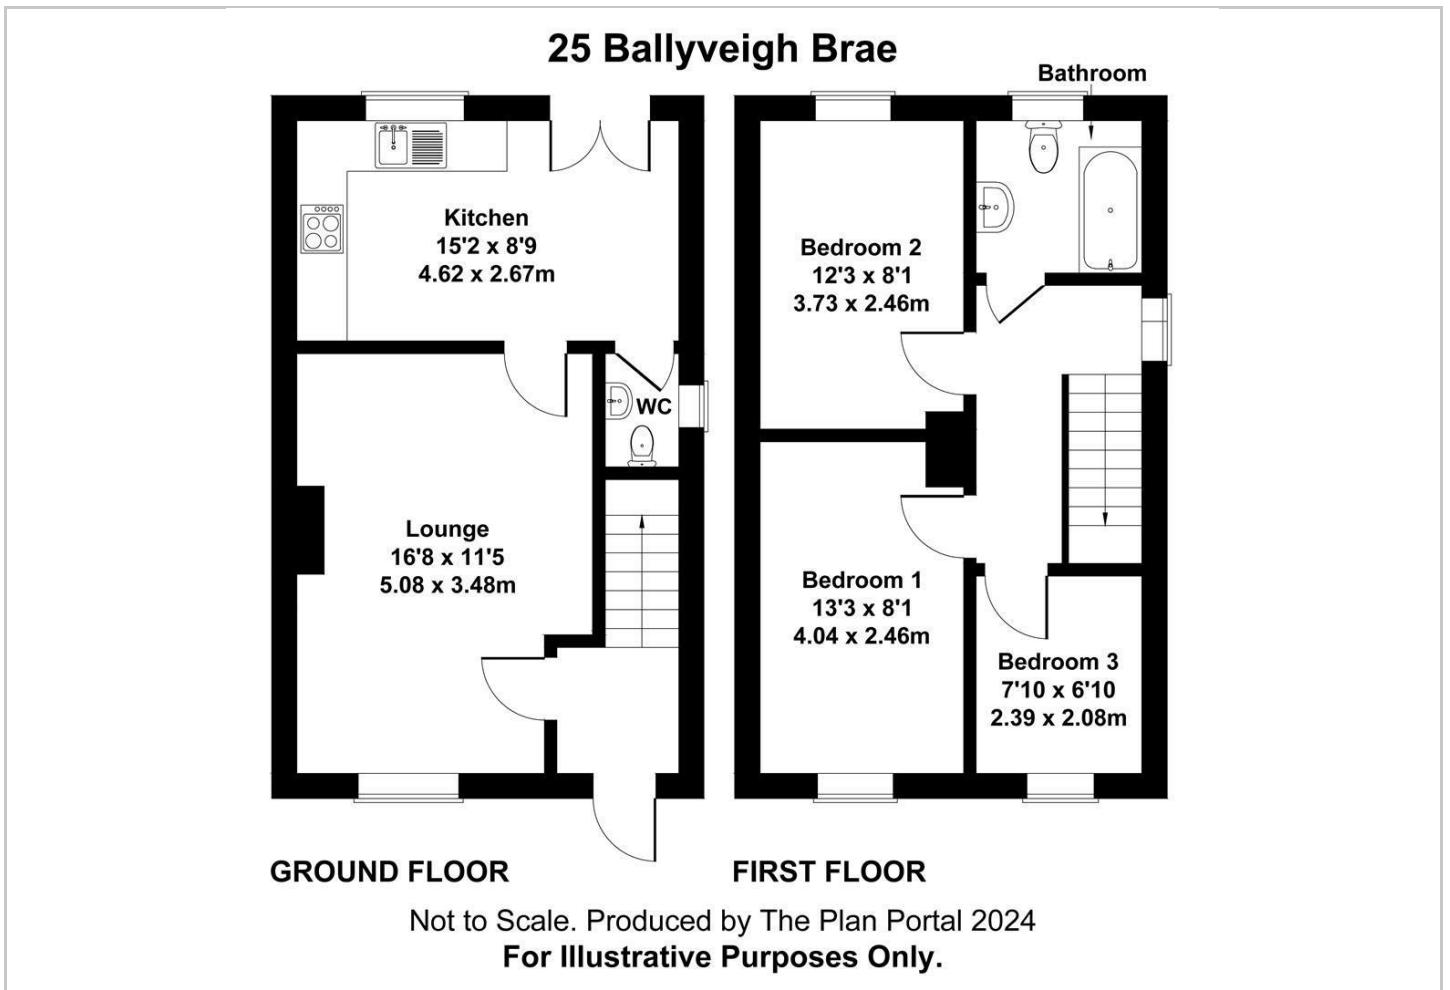 25 Ballyveigh Brae
Bathroom
Kitchen
15'2 x 8'9
4.62 x 2.67m
Bedroom 2
12'3 x 8'1
3.73 x 2.46m
WC
Lounge
16'8 x 11'5
5.08 x 3.48m
Bedroom 1
13'3 x 8'1
4.04 x 2.46m
Bedroom 3
7'10 x 6'10
2.39 x 2.08m
GROUND FLOOR
FIRST FLOOR
Not to Scale. Produced by The Plan Portal 2024
For Illustrative Purposes Only.